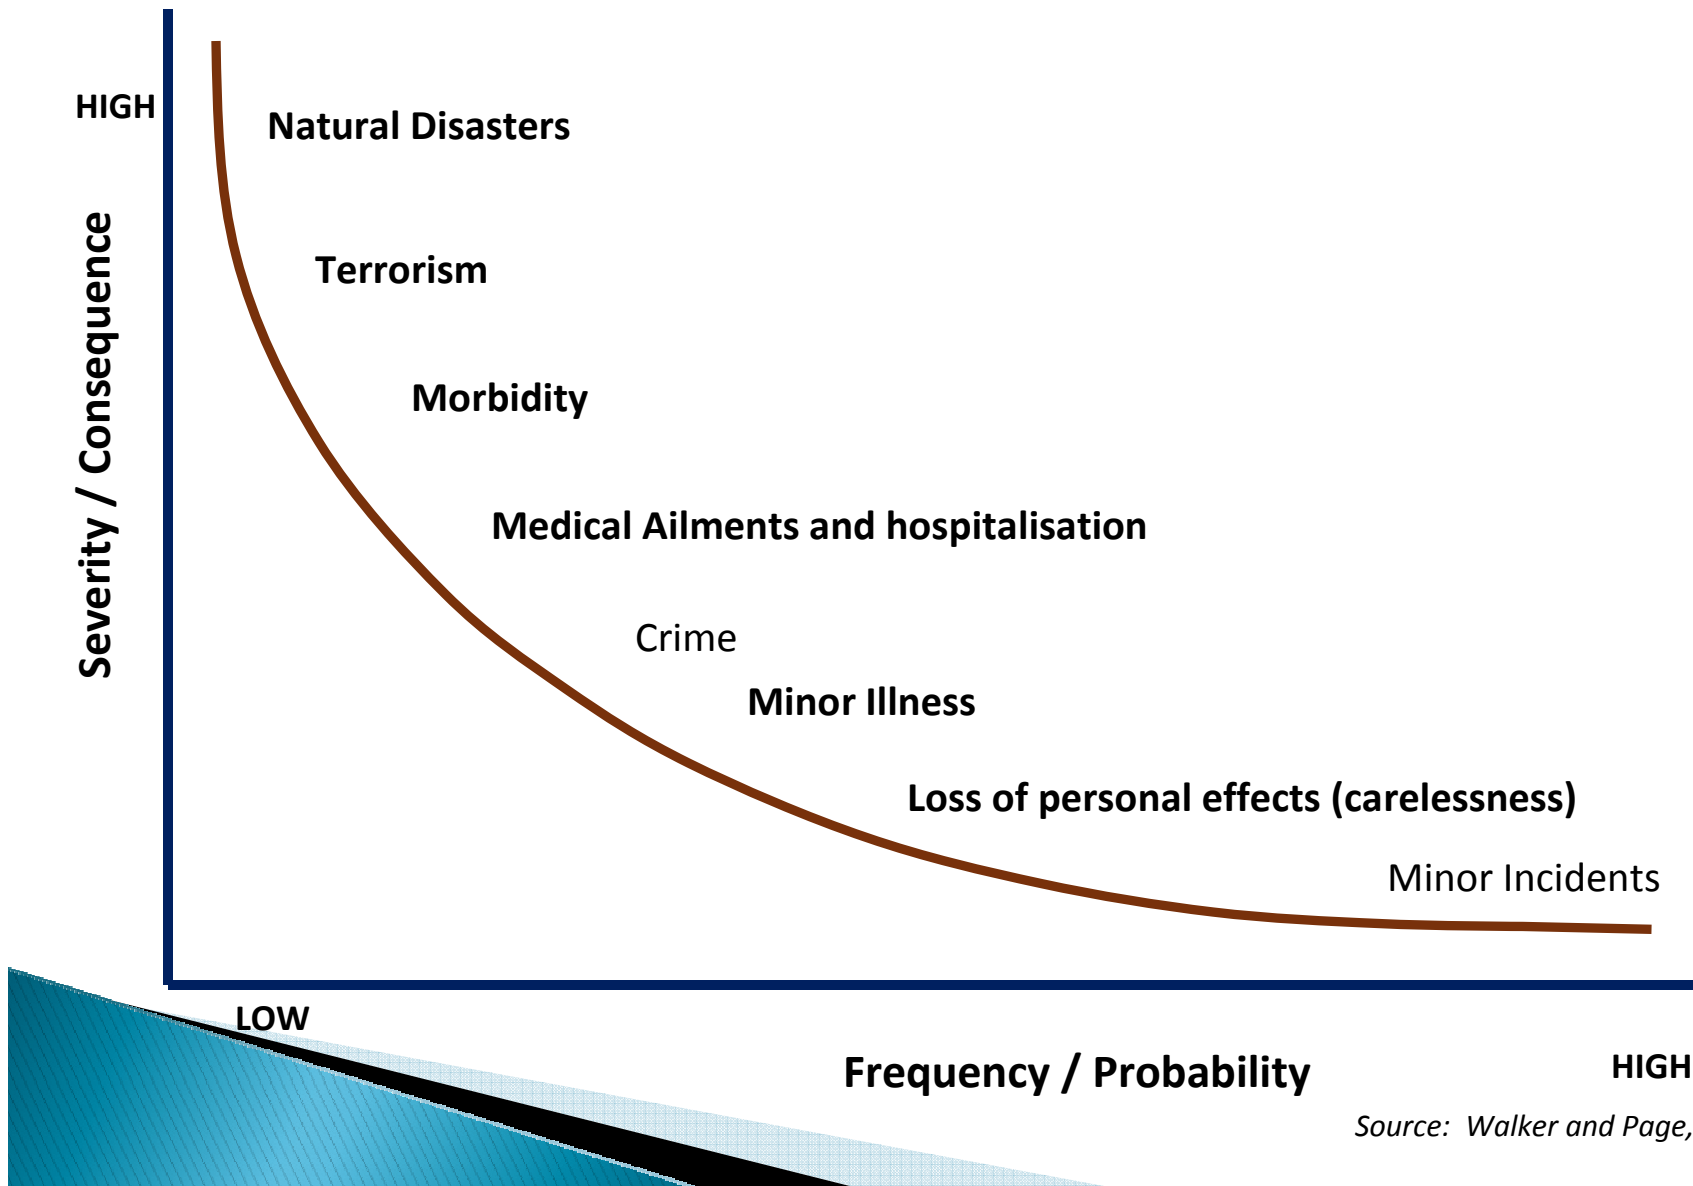 HIGH
Natural Disasters
Severity / Consequence
Terrorism
Morbidity
Medical Ailments and hospitalisation
Crime
Minor Illness
Loss of personal effects (carelessness)
Minor Incidents
LOW
Frequency / Probability
HIGH
Source: Walker and Page,